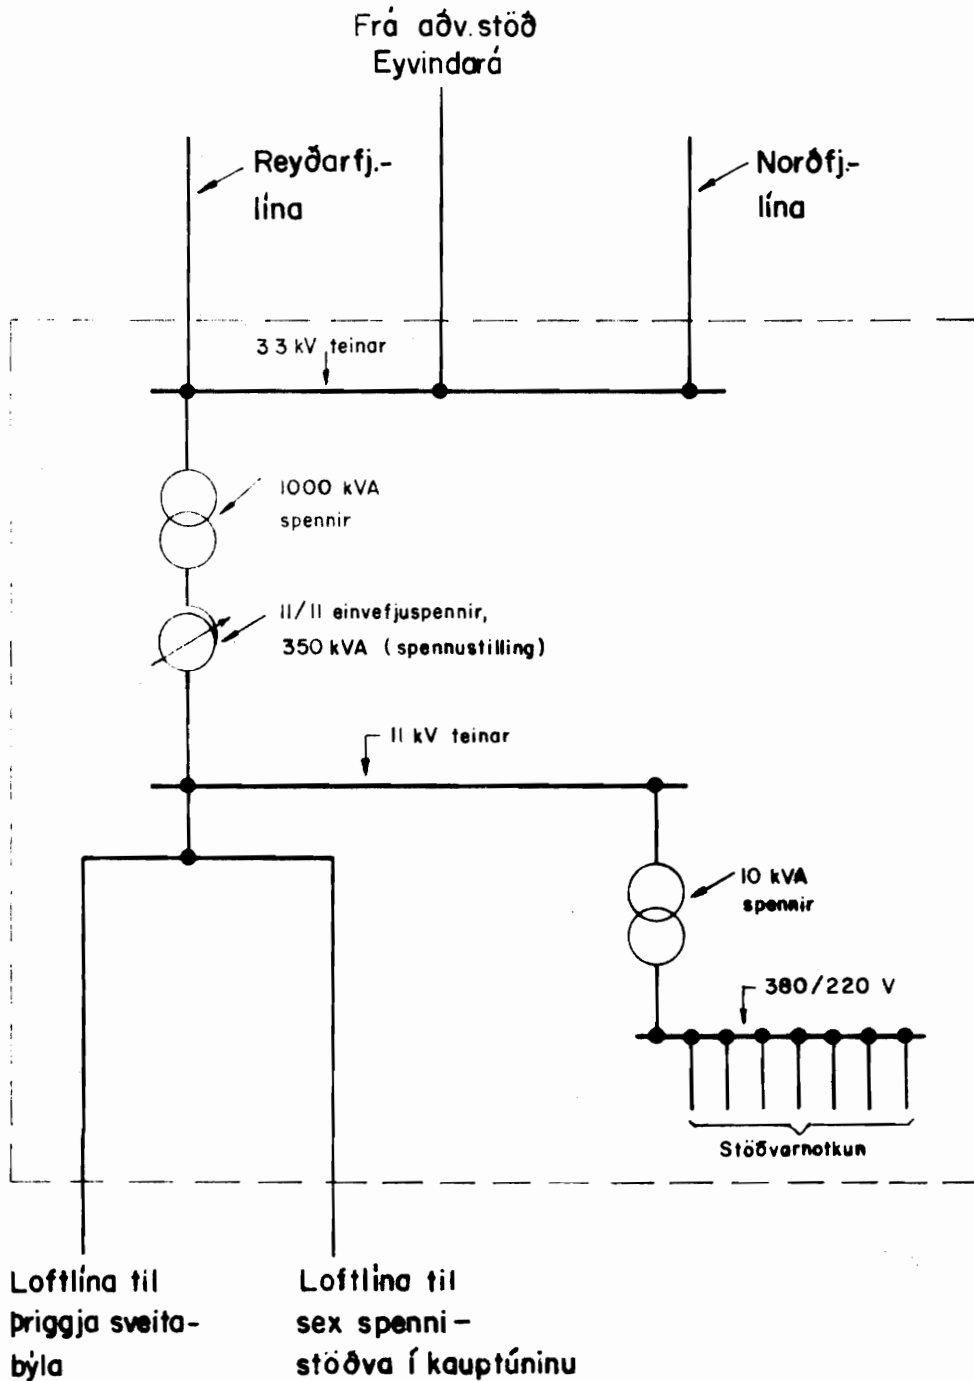 Frá aðv. stöð
Eyvindará
Reyðarfj.-
lína
Norðfj.-
lína
33 kV teinar
1000 kVA
spennir
11/11 einvefjuspennir,
350 kVA (spennustilling)
11 kV teinar
10 kVA
spennir
380/220 V
Stöðvarnotkun
Loftlína til
þriggja sveita-
býla
Loftlína til
sex spenni-
stöðva í kauptúninu